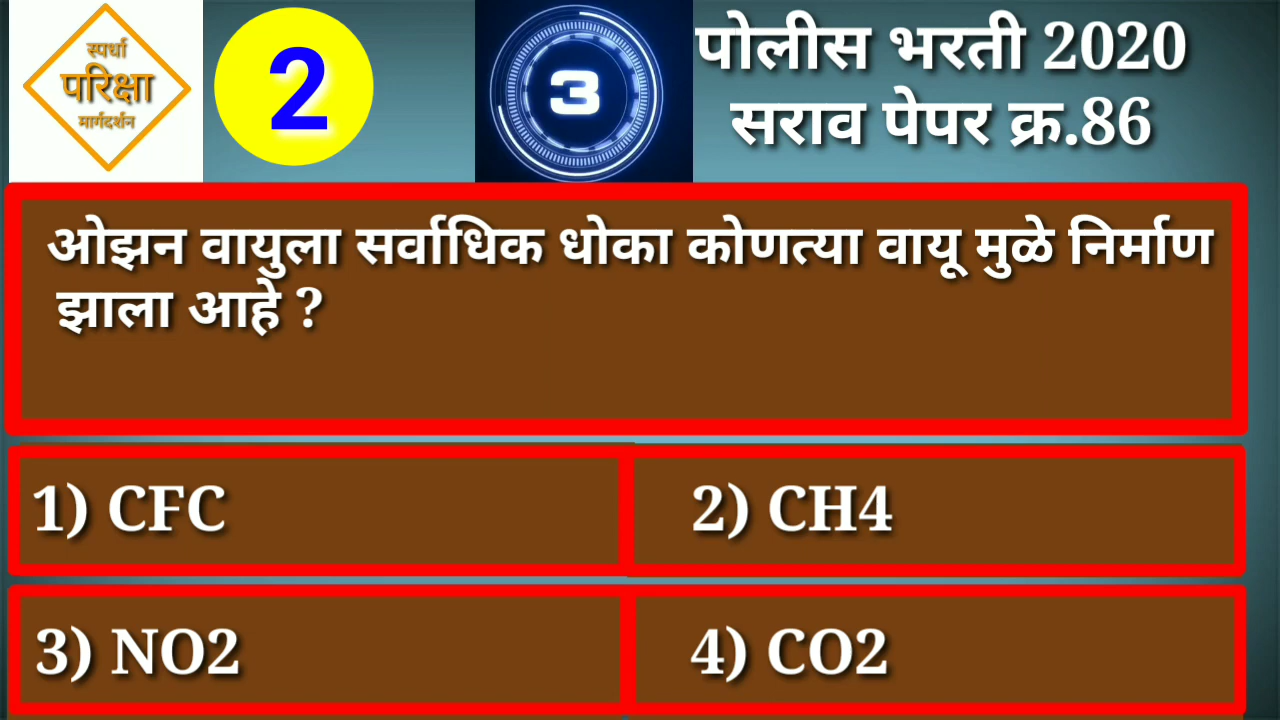 स्पर्धा
परिक्षा
मार्गदर्शन
2
3
पोलीस भरती 2020
सराव पेपर क्र.86
ओझन वायुला सर्वाधिक धोका कोणत्या वायू मुळे निर्माण
झाला आहे ?
1) CFC
2) CH4
3) NO2
4) CO2